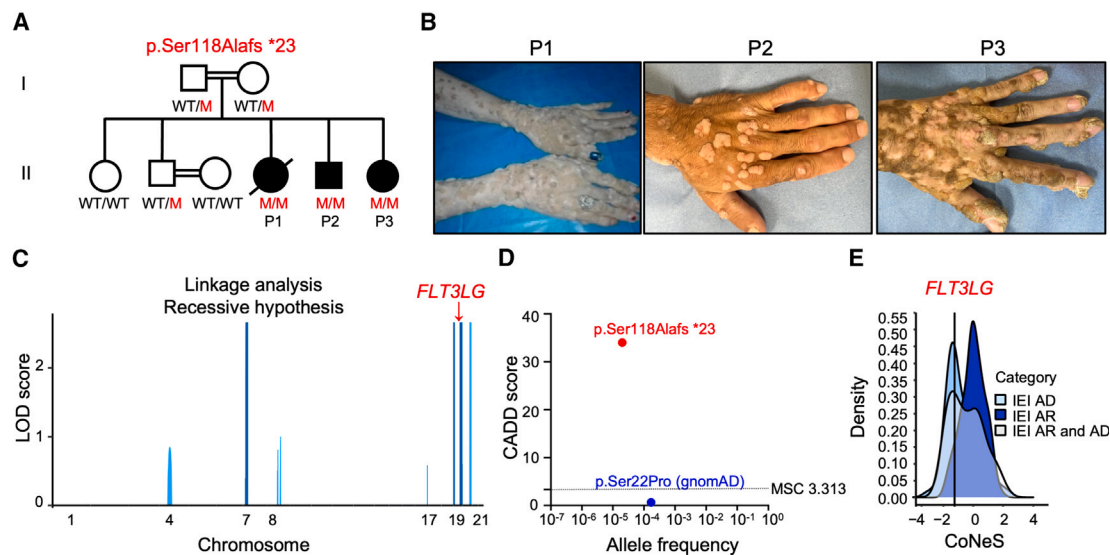 A
p.Ser118Alafs *23
I
WT/M
WT/M
II
WT/WT
WT/M
WT/WT
M/M
M/M
M/M
P1
P2
P3
B
P1
P2
P3
C
Linkage analysis
Recessive hypothesis
FLT3LG
LOD score
2
1
0
1
4
7
8
17
19
21
Chromosome
D
CADD score
40
30
20
10
0
p.Ser118Alafs *23
p.Ser22Pro (gnomAD)
MSC 3.313
10-7
10-6
10-5
10-4
10-3
10-2
10-1
100
Allele frequency
E
FLT3LG
Density
0.55
0.50
0.45
0.40
0.35
0.30
0.25
0.20
0.15
0.10
0.05
0.00
Category
IEI AD
IEI AR
IEI AR and AD
−4
−2
0
2
4
CoNeS